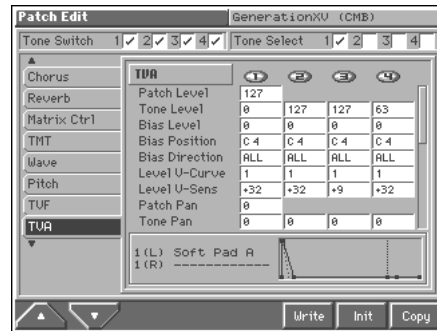 Patch Edit GenerationXV (CMB)
Tone Switch 1 2 3 4 Tone Select 1 2 3 4
Chorus
Reverb
Matrix Ctrl
TMT
Wave
Pitch
TVF
TVA
TVA 1 2 3 4
Patch Level 127
Tone Level 0 127 127 63
Bias Level 0 0 0 0
Bias Position C 4 C 4 C 4 C 4
Bias Direction ALL ALL ALL ALL
Level V-Curve 1 1 1 1
Level V-Sens +32 +32 +9 +32
Patch Pan 0
Tone Pan 0 0 0 0
1(L) Soft Pad A
1(R) ------------
Write Init Copy